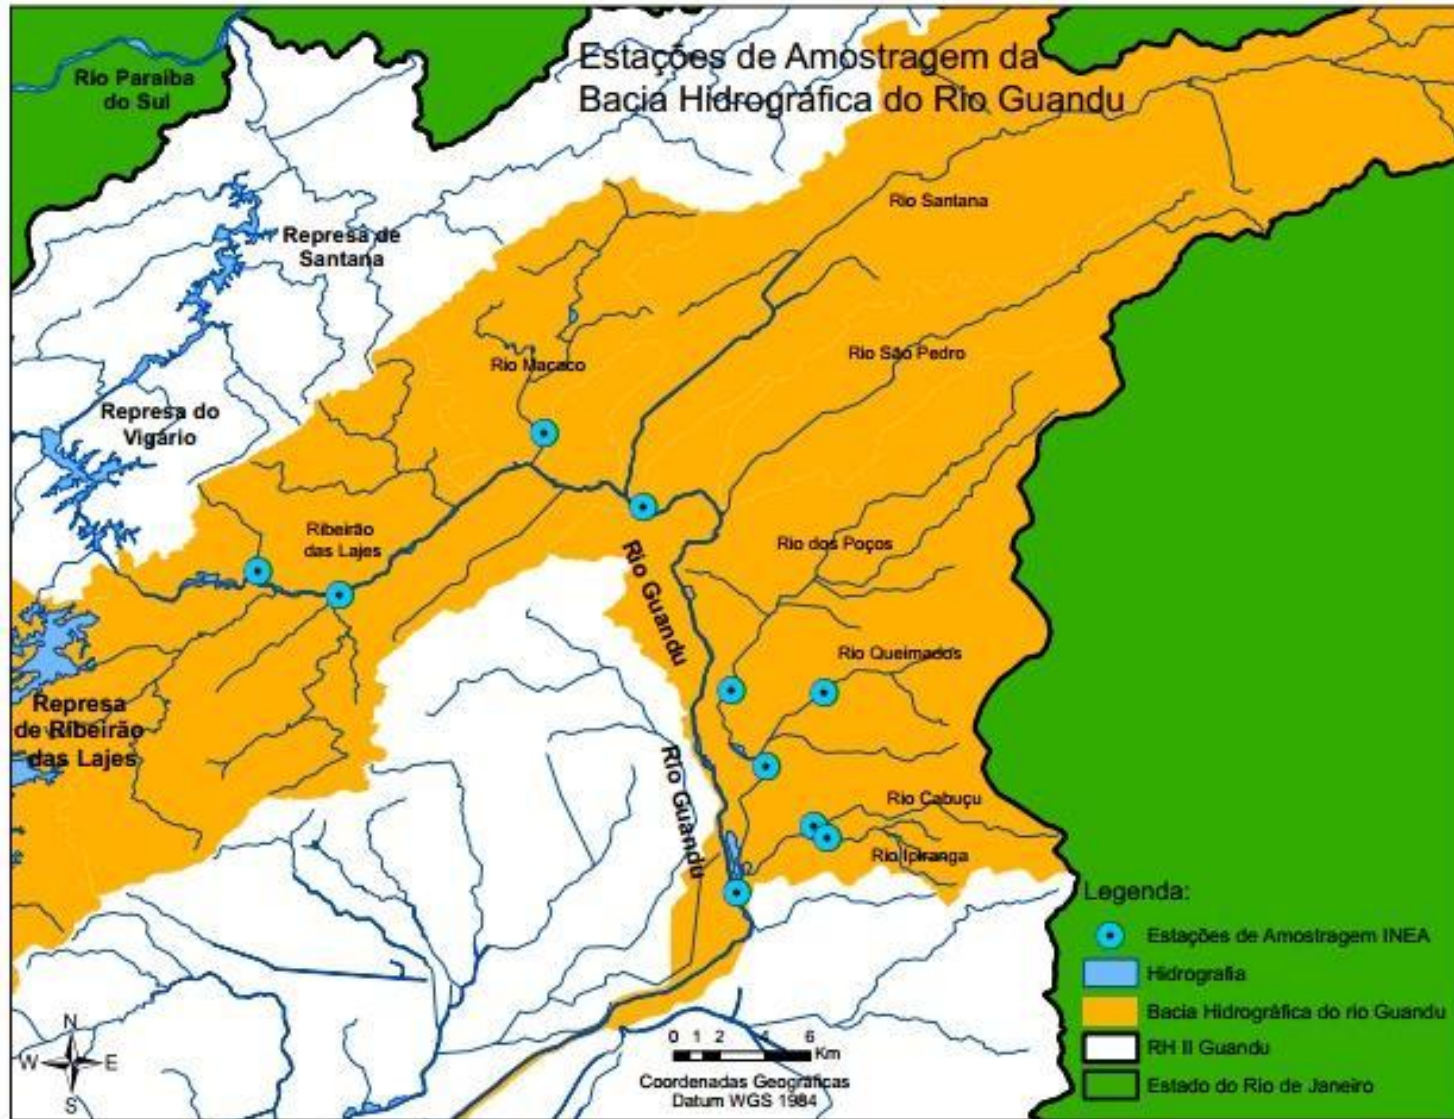 Estações de Amostragem da
Bacia Hidrográfica do Rio Guandu
Rio Paraíba
do Sul
Rio Santana
Represa de
Santana
Rio Macaco
Rio São Pedro
Represa do
Vigário
Ribeirão
das Lajes
Rio dos Poços
Rio Guandu
Rio Queimados
Represa
de Ribeirão
das Lajes
Rio Guandu
Rio Cabuçu
Rio Ipiranga
Legenda:
Estações de Amostragem INEA
Hidrografia
Bacia Hidrográfica do rio Guandu
RH II Guandu
Estado do Rio de Janeiro
N
W
E
S
0 1 2 4 6
Km
Coordenadas Geográficas
Datum WGS 1984